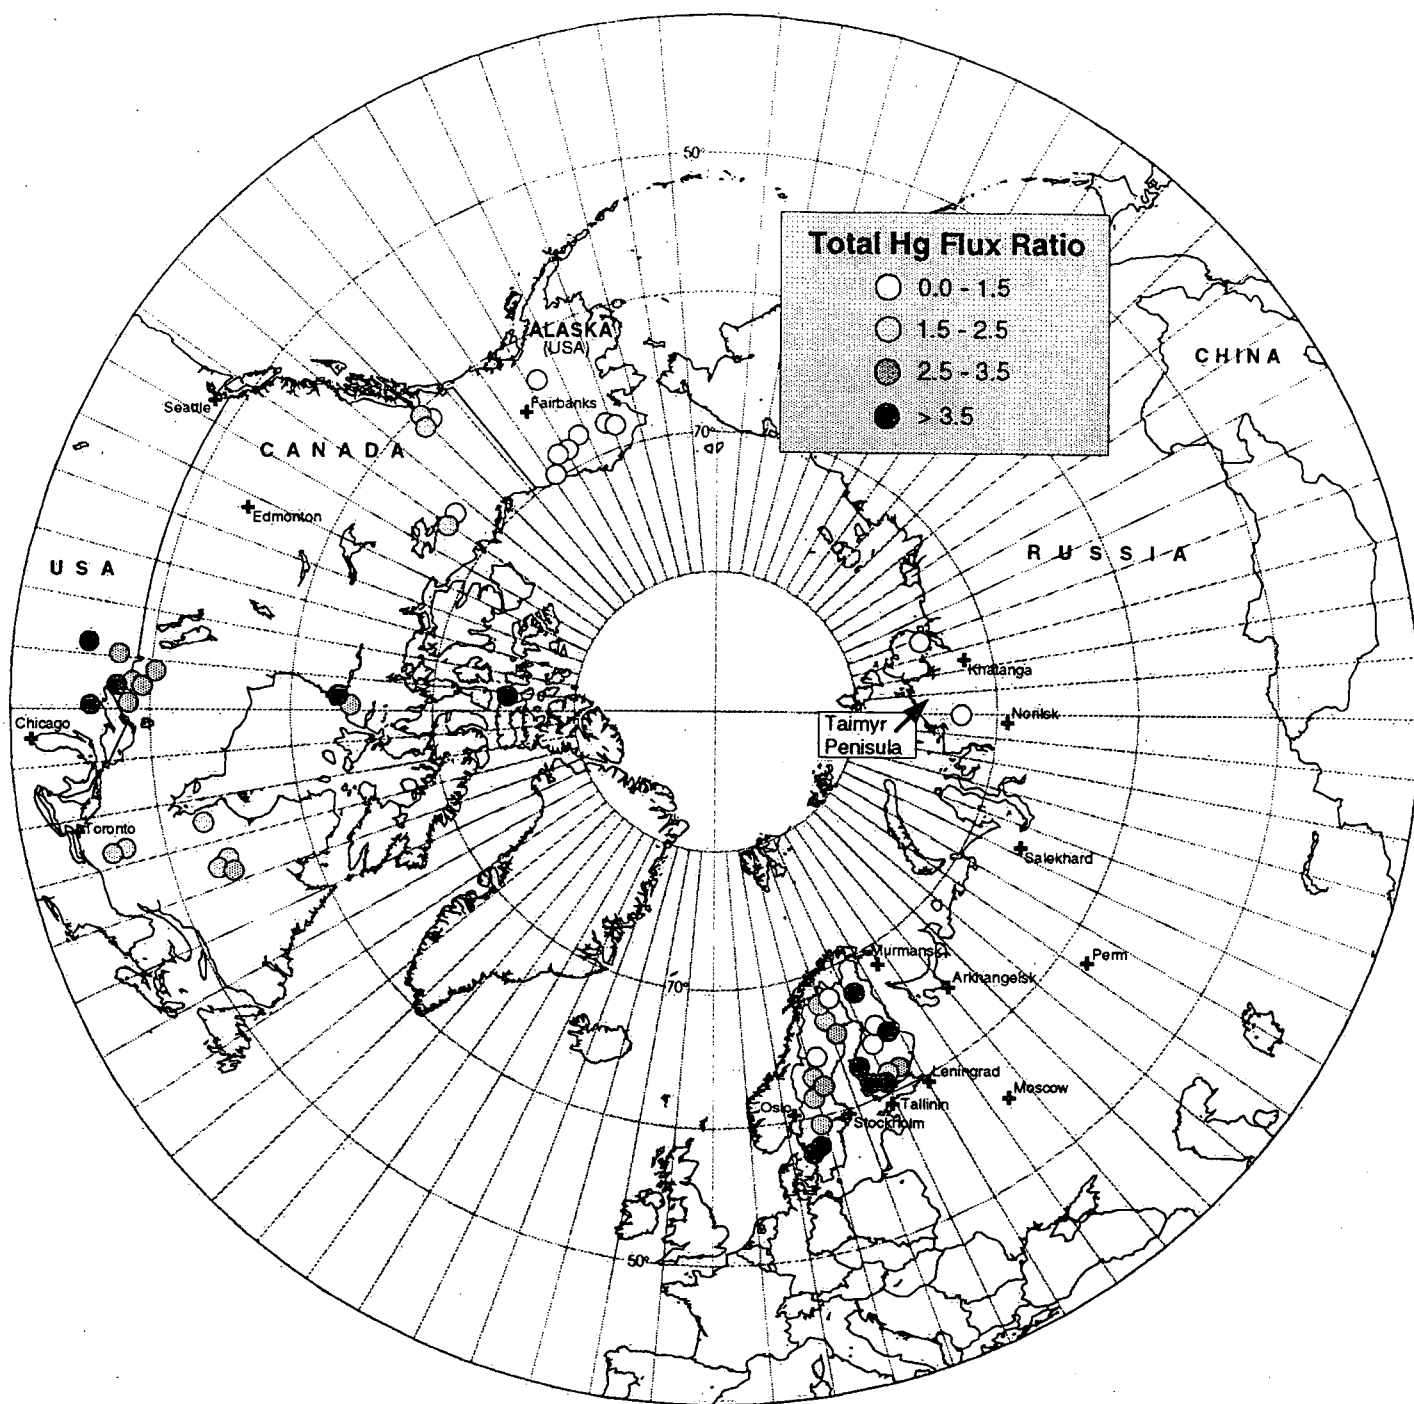 50°
Total Hg Flux Ratio
0.0 - 1.5
1.5 - 2.5
2.5 - 3.5
> 3.5
ALASKA
(USA)
CHINA
Seattle
Fairbanks
70°
CANADA
Edmonton
RUSSIA
USA
Khatanga
Chicago
Norilsk
Taimyr
Penisula
Toronto
Salekhard
Murmansk
Perm
Arkhangelsk
70°
Leningrad
Moscow
Oslo
Tallinin
Stockholm
50°